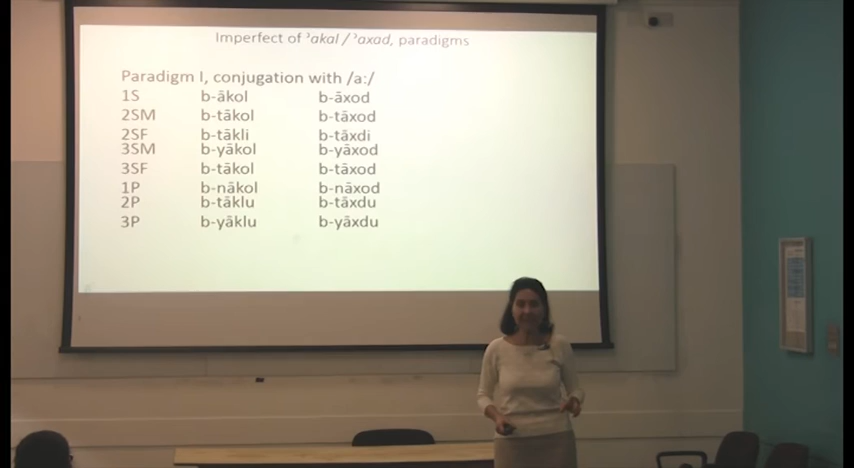 Imperfect of ʾakal / ʾaxad, paradigms
Paradigm I, conjugation with /a:/
1S b-ākol b-āxod
2SM b-tākol b-tāxod
2SF b-tākli b-tāxdi
3SM b-yākol b-yāxod
3SF b-tākol b-tāxod
1P b-nākol b-nāxod
2P b-tāklu b-tāxdu
3P b-yāklu b-yāxdu